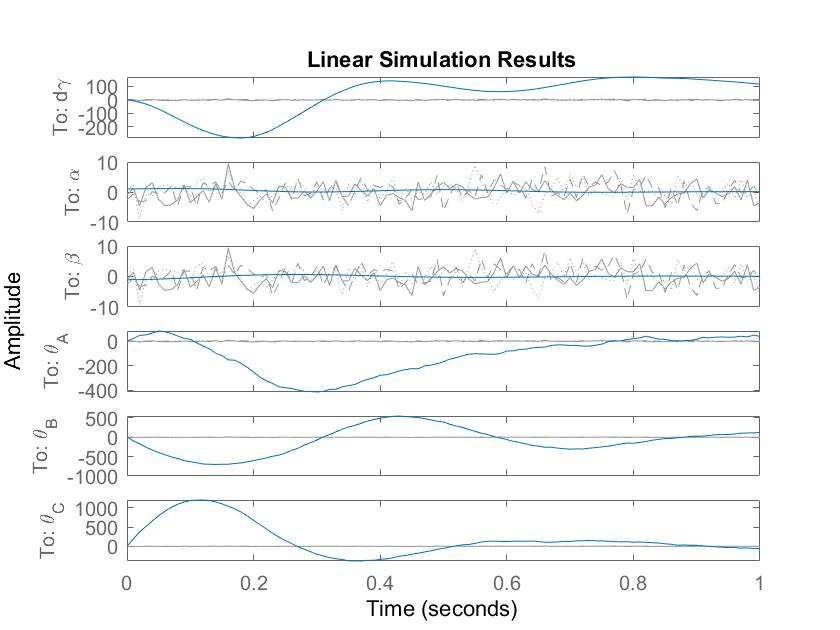 Linear Simulation Results
To: dγ
100
0
-100
-200
To: α
10
0
-10
To: β
10
0
-10
To: θA
0
-200
-400
To: θB
500
0
-500
-1000
To: θC
1000
500
0
Amplitude
0 0.2 0.4 0.6 0.8 1
Time (seconds)